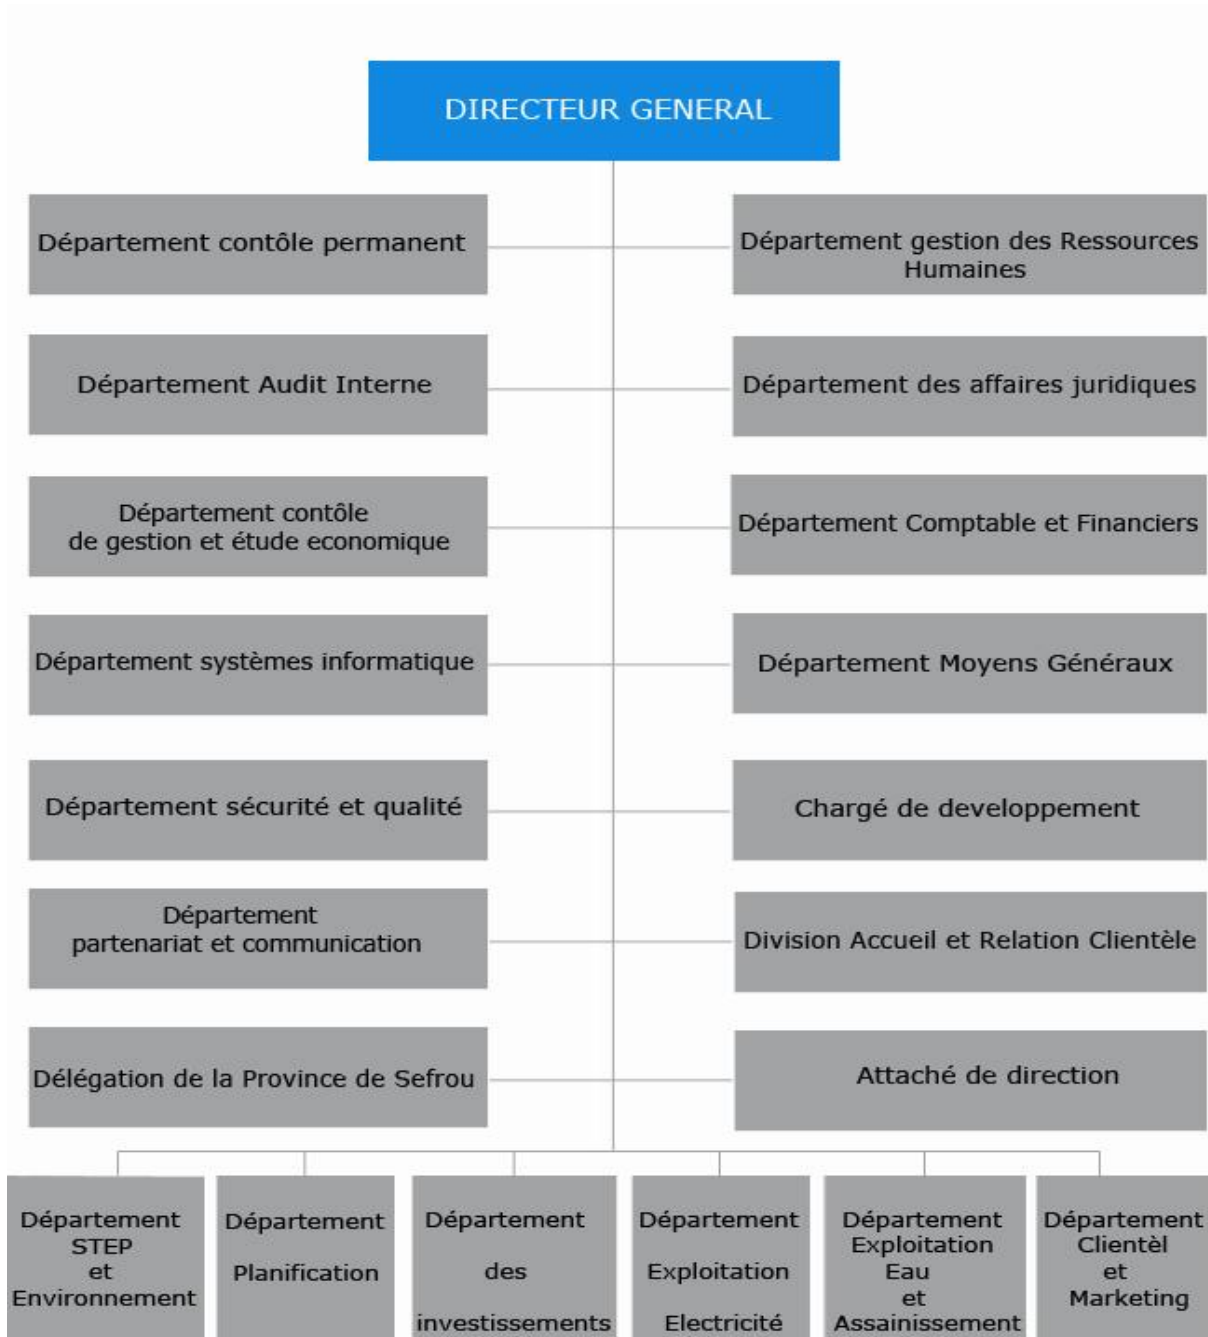 DIRECTEUR GENERAL
Département contôle permanent
Département gestion des Ressources
Humaines
Département Audit Interne
Département des affaires juridiques
Département contôle
de gestion et étude economique
Département Comptable et Financiers
Département systèmes informatique
Département Moyens Généraux
Département sécurité et qualité
Chargé de developpement
Département
partenariat et communication
Division Accueil et Relation Clientèle
Délégation de la Province de Sefrou
Attaché de direction
Département
STEP
et
Environnement
Département
Planification
Département
des
investissements
Département
Exploitation
Electricité
Département
Exploitation
Eau
et
Assainissement
Département
Clientèl
et
Marketing